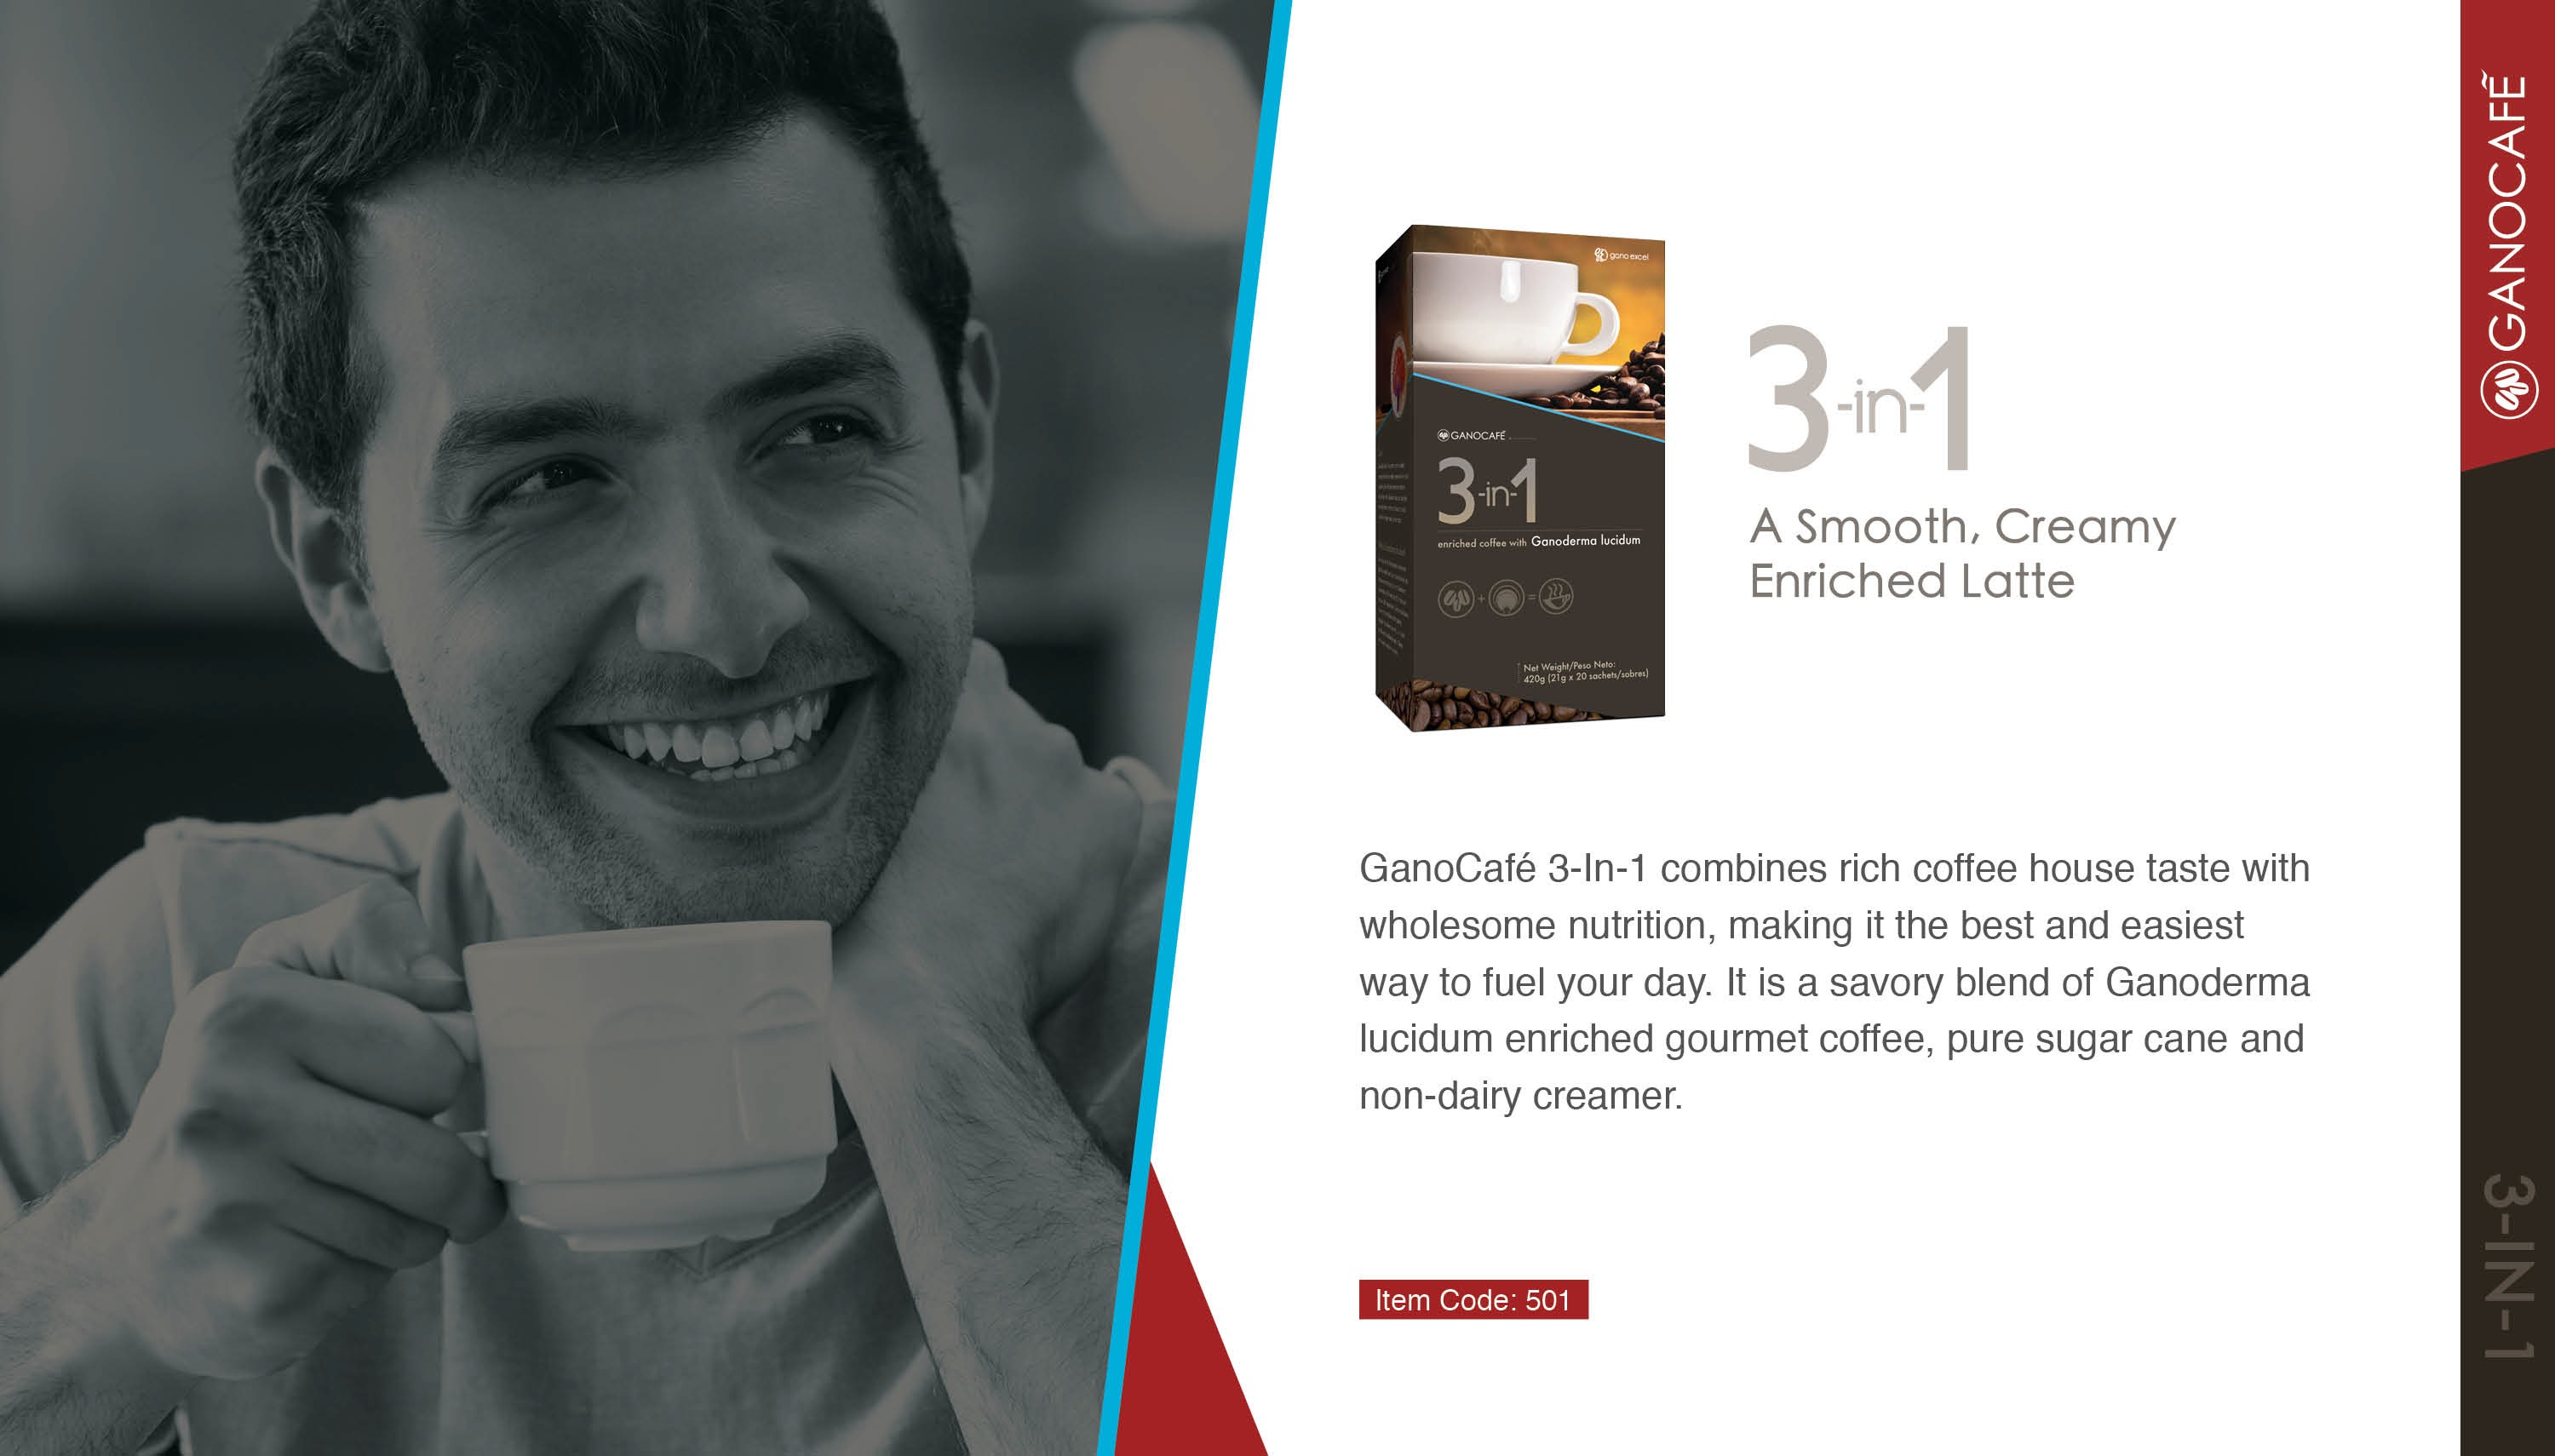 gano excel
GANOCAFÉ
3-in-1
enriched coffee with Ganoderma lucidum
Net Weight/Peso Neto:
420g (21g x 20 sachets/sobres)
3-in-1
A Smooth, Creamy
Enriched Latte
GanoCafé 3-In-1 combines rich coffee house taste with
wholesome nutrition, making it the best and easiest
way to fuel your day. It is a savory blend of Ganoderma
lucidum enriched gourmet coffee, pure sugar cane and
non-dairy creamer.
Item Code: 501
GANOCAFÉ
3-IN-1